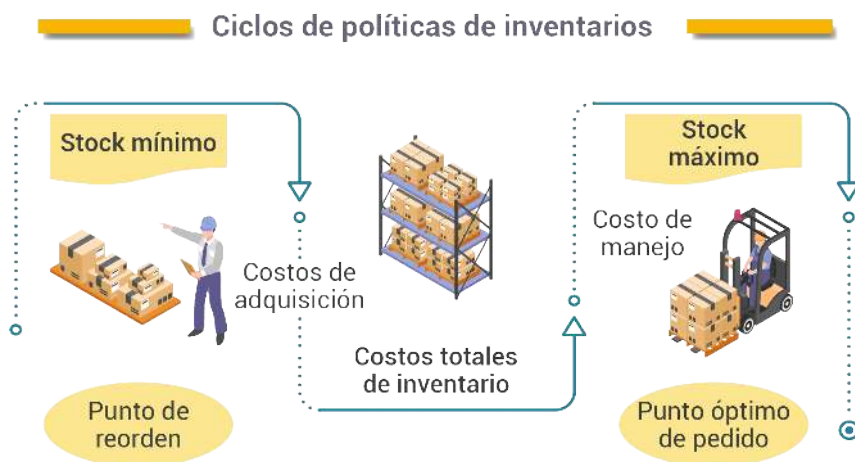 Ciclos de políticas de inventarios
Stock mínimo
Costos de
adquisición
Punto de
reorden
Costos totales
de inventario
Stock
máximo
Costo de
manejo
Punto óptimo
de pedido